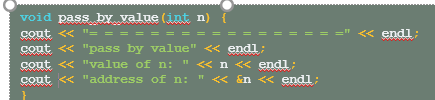 void pass_by_value(int n) {
cout << "= = = = = = = = = = = = = = = = = =" << endl;
cout << "pass by value" << endl;
cout << "value of n: " << n << endl;
cout << "address of n: " << &n << endl;
}